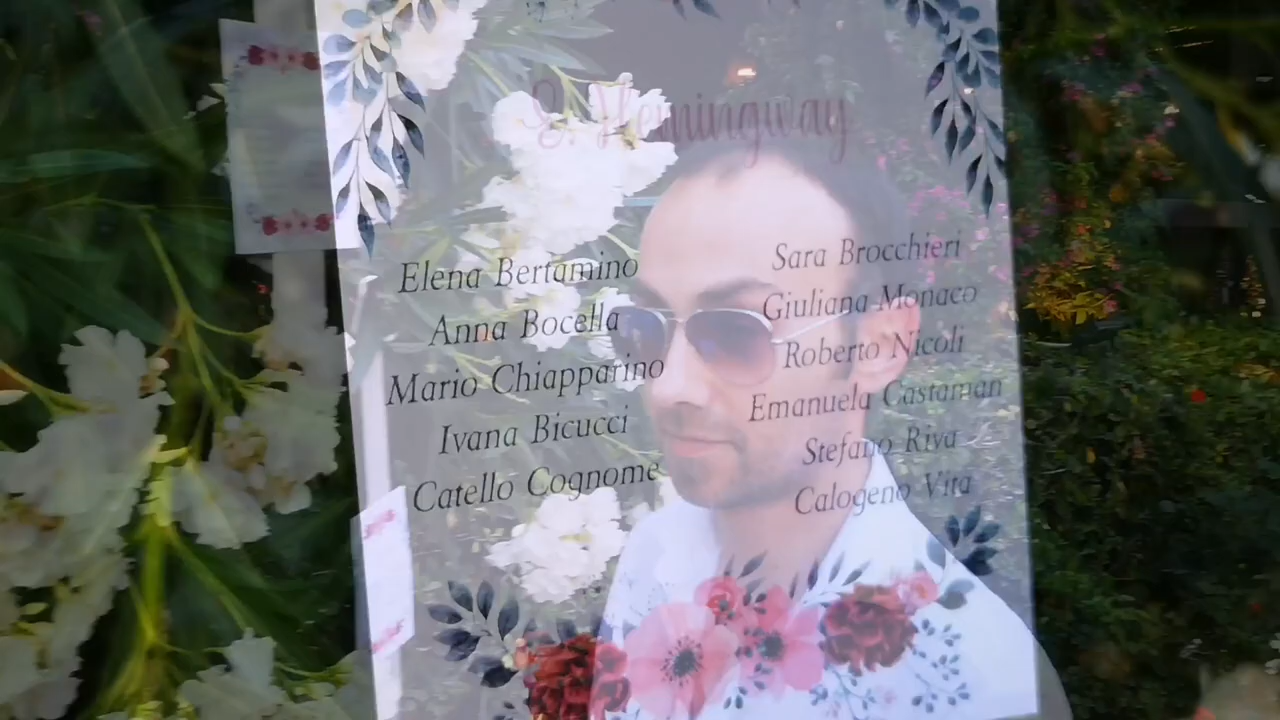 E. Hemingway
Elena Bertamino
Anna Bocella
Mario Chiapparino
Ivana Bicucci
Catello Cognome
Sara Brocchieri
Giuliana Monaco
Roberto Nicoli
Emanuela Castaman
Stefano Riva
Calogeno Vita